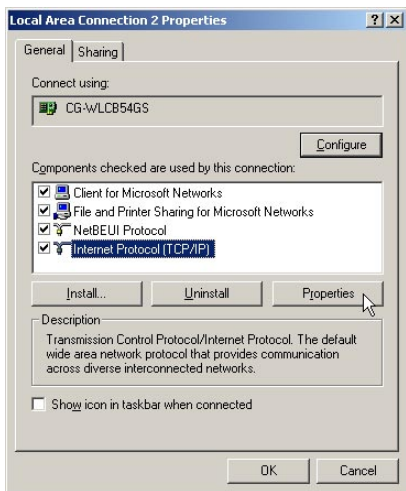 Local Area Connection 2 Properties
General Sharing
Connect using:
CG-WLCB54GS
Configure
Components checked are used by this connection:
Client for Microsoft Networks
File and Printer Sharing for Microsoft Networks
NetBEUI Protocol
Internet Protocol (TCP/IP)
Install... Uninstall Properties
Description
Transmission Control Protocol/Internet Protocol. The default
wide area network protocol that provides communication
across diverse interconnected networks.
Show icon in taskbar when connected
OK Cancel